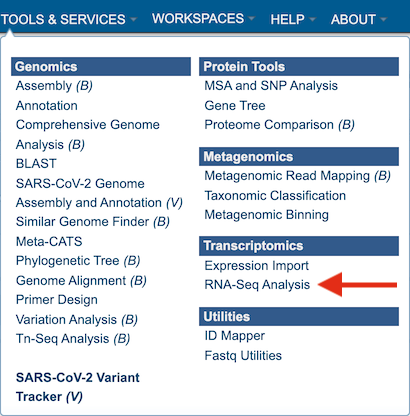 TOOLS & SERVICES WORKSPACES HELP ABOUT
Genomics
Assembly (B)
Annotation
Comprehensive Genome
Analysis (B)
BLAST
SARS-CoV-2 Genome
Assembly and Annotation (V)
Similar Genome Finder (B)
Meta-CATS
Phylogenetic Tree (B)
Genome Alignment (B)
Primer Design
Variation Analysis (B)
Tn-Seq Analysis (B)
SARS-CoV-2 Variant
Tracker (V)
Protein Tools
MSA and SNP Analysis
Gene Tree
Proteome Comparison (B)
Metagenomics
Metagenomic Read Mapping (B)
Taxonomic Classification
Metagenomic Binning
Transcriptomics
Expression Import
RNA-Seq Analysis
Utilities
ID Mapper
Fastq Utilities